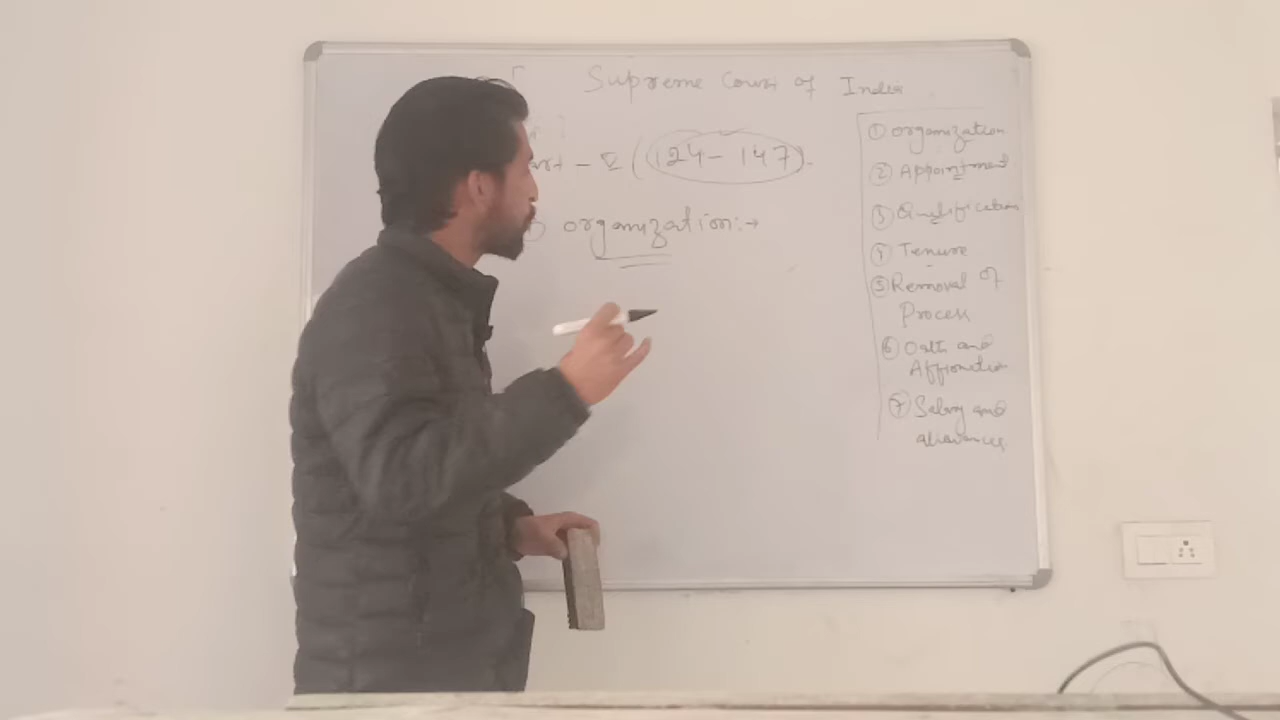 Supreme Court of India
art - V (124 - 147).
organization:→
① organization
② Appointment
③ Qualification
④ Tenure
⑤ Removal of
Process
⑥ Oath and
Affirmation
⑦ Salary and
allowances